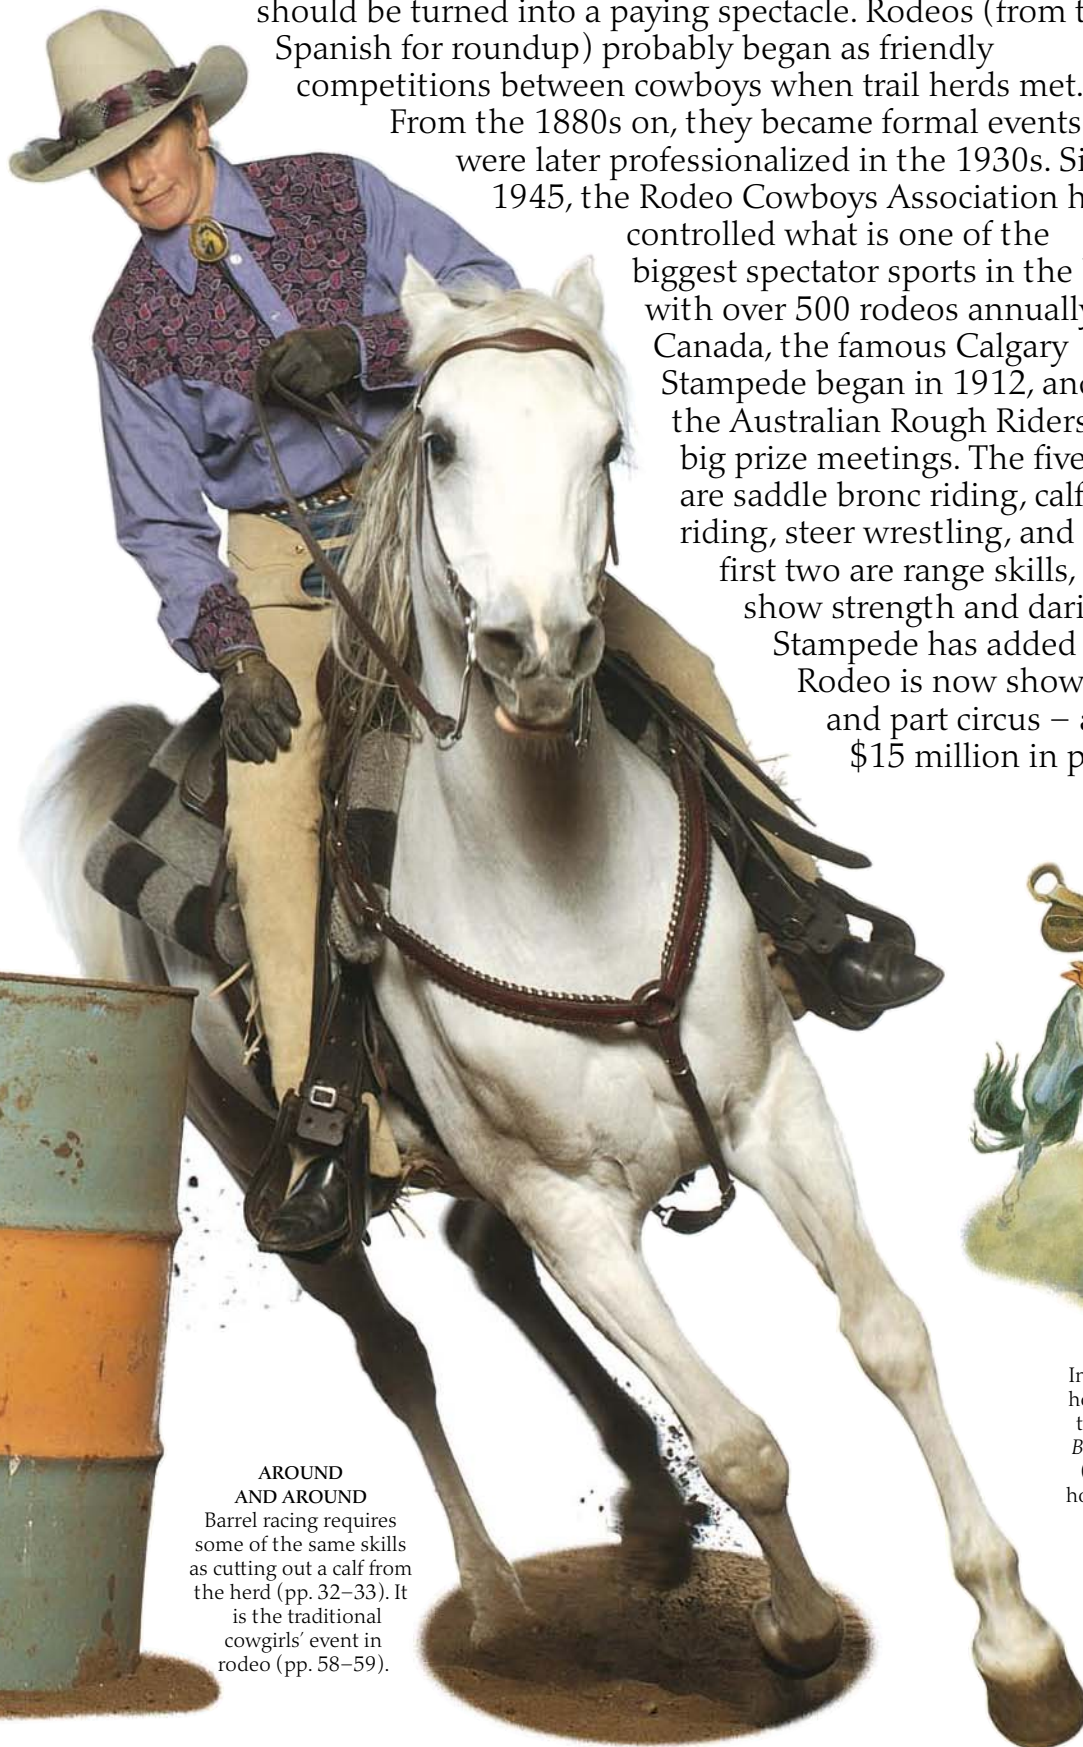 should be turned into a paying spectacle. Rodeos (from
Spanish for roundup) probably began as friendly
competitions between cowboys when trail herds met.
From the 1880s on, they became formal events
were later professionalized in the 1930s.
1945, the Rodeo Cowboys Association
controlled what is one of the
biggest spectator sports in the
with over 500 rodeos annually
Canada, the famous Calgary
Stampede began in 1912,
the Australian Rough Riders
big prize meetings. The five
are saddle bronc riding, calf
riding, steer wrestling, and
first two are range skills,
show strength and
Stampede has added
Rodeo is now show
and part circus –
$15 million in
AROUND
AND AROUND
Barrel racing requires
some of the same skills
as cutting out a calf from
the herd (pp. 32–33). It
is the traditional
cowgirls’ event in
rodeo (pp. 58–59).